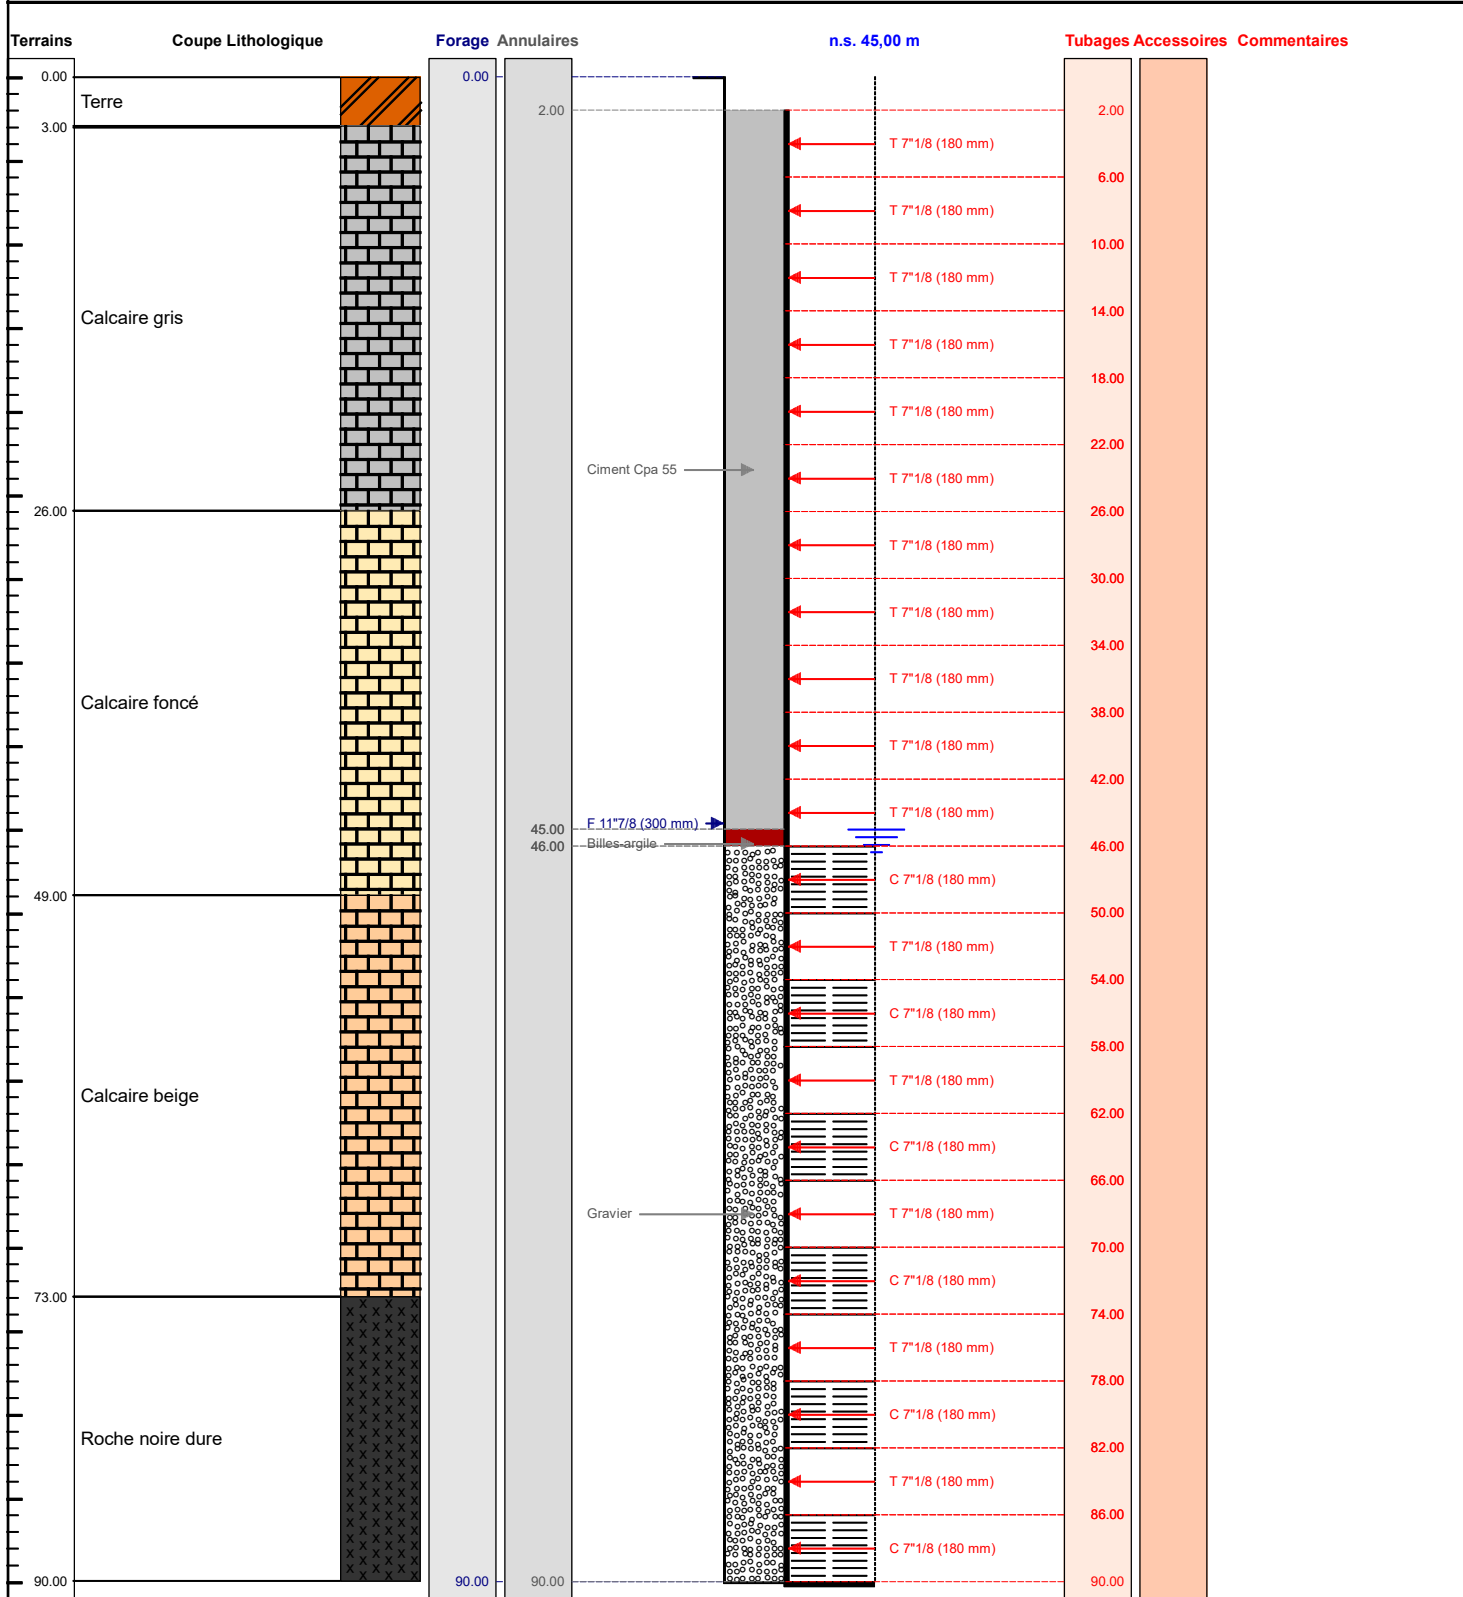 Terrains Coupe Lithologique Forage Annulaires n.s. 45,00 m Tubages Accessoires Commentaires
0.00 0.00
Terre
2.00 2.00
3.00
T 7"1/8 (180 mm)
6.00
T 7"1/8 (180 mm)
10.00
T 7"1/8 (180 mm)
14.00
Calcaire gris
T 7"1/8 (180 mm)
18.00
T 7"1/8 (180 mm)
22.00
Ciment Cpa 55
T 7"1/8 (180 mm)
26.00 26.00
T 7"1/8 (180 mm)
30.00
T 7"1/8 (180 mm)
34.00
T 7"1/8 (180 mm)
Calcaire foncé
38.00
T 7"1/8 (180 mm)
42.00
T 7"1/8 (180 mm)
F 11"7/8 (300 mm)
45.00
Billes-argile
46.00 46.00
C 7"1/8 (180 mm)
49.00
50.00
T 7"1/8 (180 mm)
54.00
C 7"1/8 (180 mm)
58.00
T 7"1/8 (180 mm)
Calcaire beige
62.00
C 7"1/8 (180 mm)
66.00
Gravier T 7"1/8 (180 mm)
70.00
C 7"1/8 (180 mm)
73.00
74.00
T 7"1/8 (180 mm)
78.00
C 7"1/8 (180 mm)
Roche noire dure
82.00
T 7"1/8 (180 mm)
86.00
C 7"1/8 (180 mm)
90.00 90.00 90.00 90.00